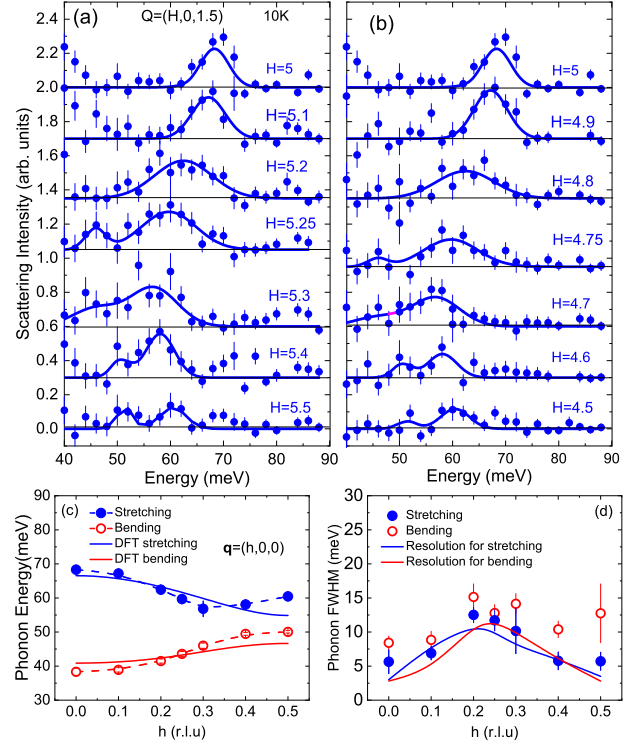 (a) Q=(H,0,1.5) 10K
(b)
Scattering Intensity (arb. units)
2.4
2.2
2.0
1.8
1.6
1.4
1.2
1.0
0.8
0.6
0.4
0.2
0.0
H=5
H=5.1
H=5.2
H=5.25
H=5.3
H=5.4
H=5.5
H=5
H=4.9
H=4.8
H=4.75
H=4.7
H=4.6
H=4.5
40 50 60 70 80 90
50 60 70 80 90
Energy (meV)
Energy (meV)
(c)
Stretching
Bending
DFT stretching
DFT bending
q=(h,0,0)
Phonon Energy(meV)
90
80
70
60
50
40
30
0.0 0.1 0.2 0.3 0.4 0.5
h (r.l.u)
(d)
Stretching
Bending
Resolution for stretching
Resolution for bending
Phonon FWHM (meV)
30
25
20
15
10
5
0
0.0 0.1 0.2 0.3 0.4 0.5
h (r.l.u)